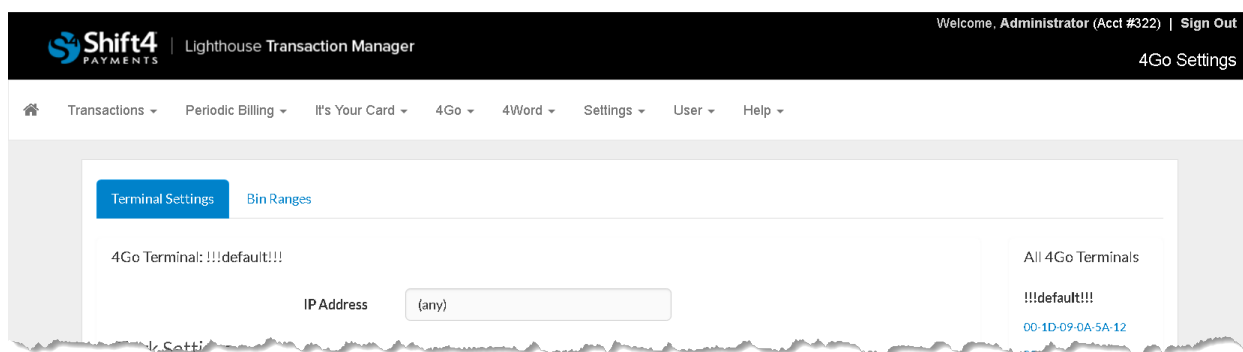 Welcome, Administrator (Acct #322) | Sign Out
Shift4 PAYMENTS | Lighthouse Transaction Manager
4Go Settings
Transactions Periodic Billing It's Your Card 4Go 4Word Settings User Help
Terminal Settings Bin Ranges
4Go Terminal: !!!default!!!
All 4Go Terminals
IP Address (any)
!!!default!!!
00-1D-09-0A-5A-12